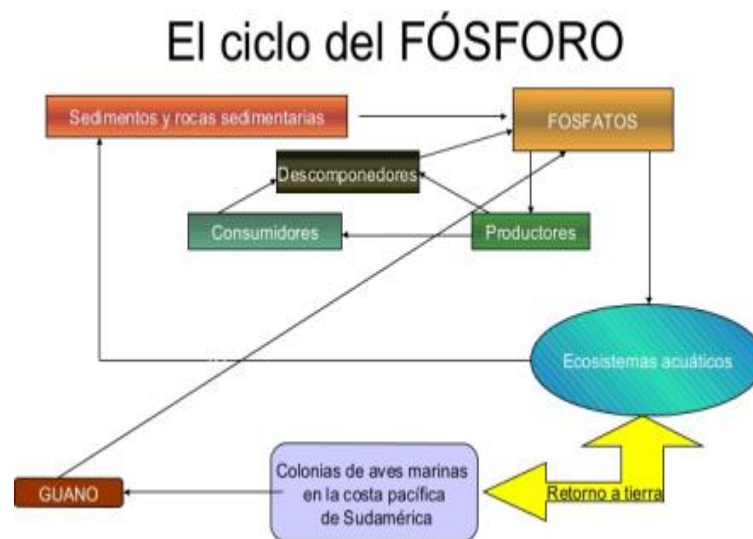 El ciclo del FÓSFORO
Sedimentos y rocas sedimentarias
FOSFATOS
Descomponedores
Consumidores
Productores
Ecosistemas acuáticos
Colonias de aves marinas
en la costa pacífica
de Sudamérica
GUANO
Retorno a tierra